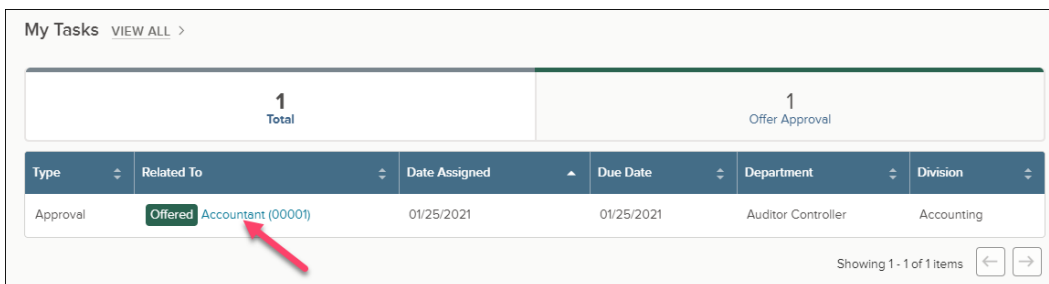 My Tasks VIEW ALL >
1
Total
1
Offer Approval
Type Related To Date Assigned Due Date Department Division
Approval Offered Accountant (00001) 01/25/2021 01/25/2021 Auditor Controller Accounting
Showing 1 - 1 of 1 items ← →